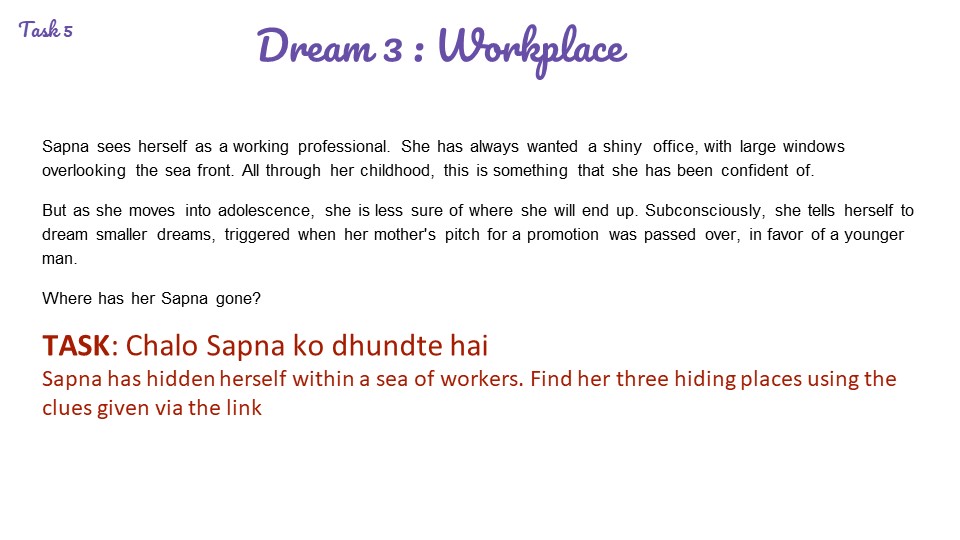 Task 5
Dream 3 : Workplace
Sapna sees herself as a working professional. She has always wanted a shiny office, with large windows
overlooking the sea front. All through her childhood, this is something that she has been confident of.
But as she moves into adolescence, she is less sure of where she will end up. Subconsciously, she tells herself to
dream smaller dreams, triggered when her mother's pitch for a promotion was passed over, in favor of a younger
man.
Where has her Sapna gone?
TASK: Chalo Sapna ko dhundte hai
Sapna has hidden herself within a sea of workers. Find her three hiding places using the
clues given via the link